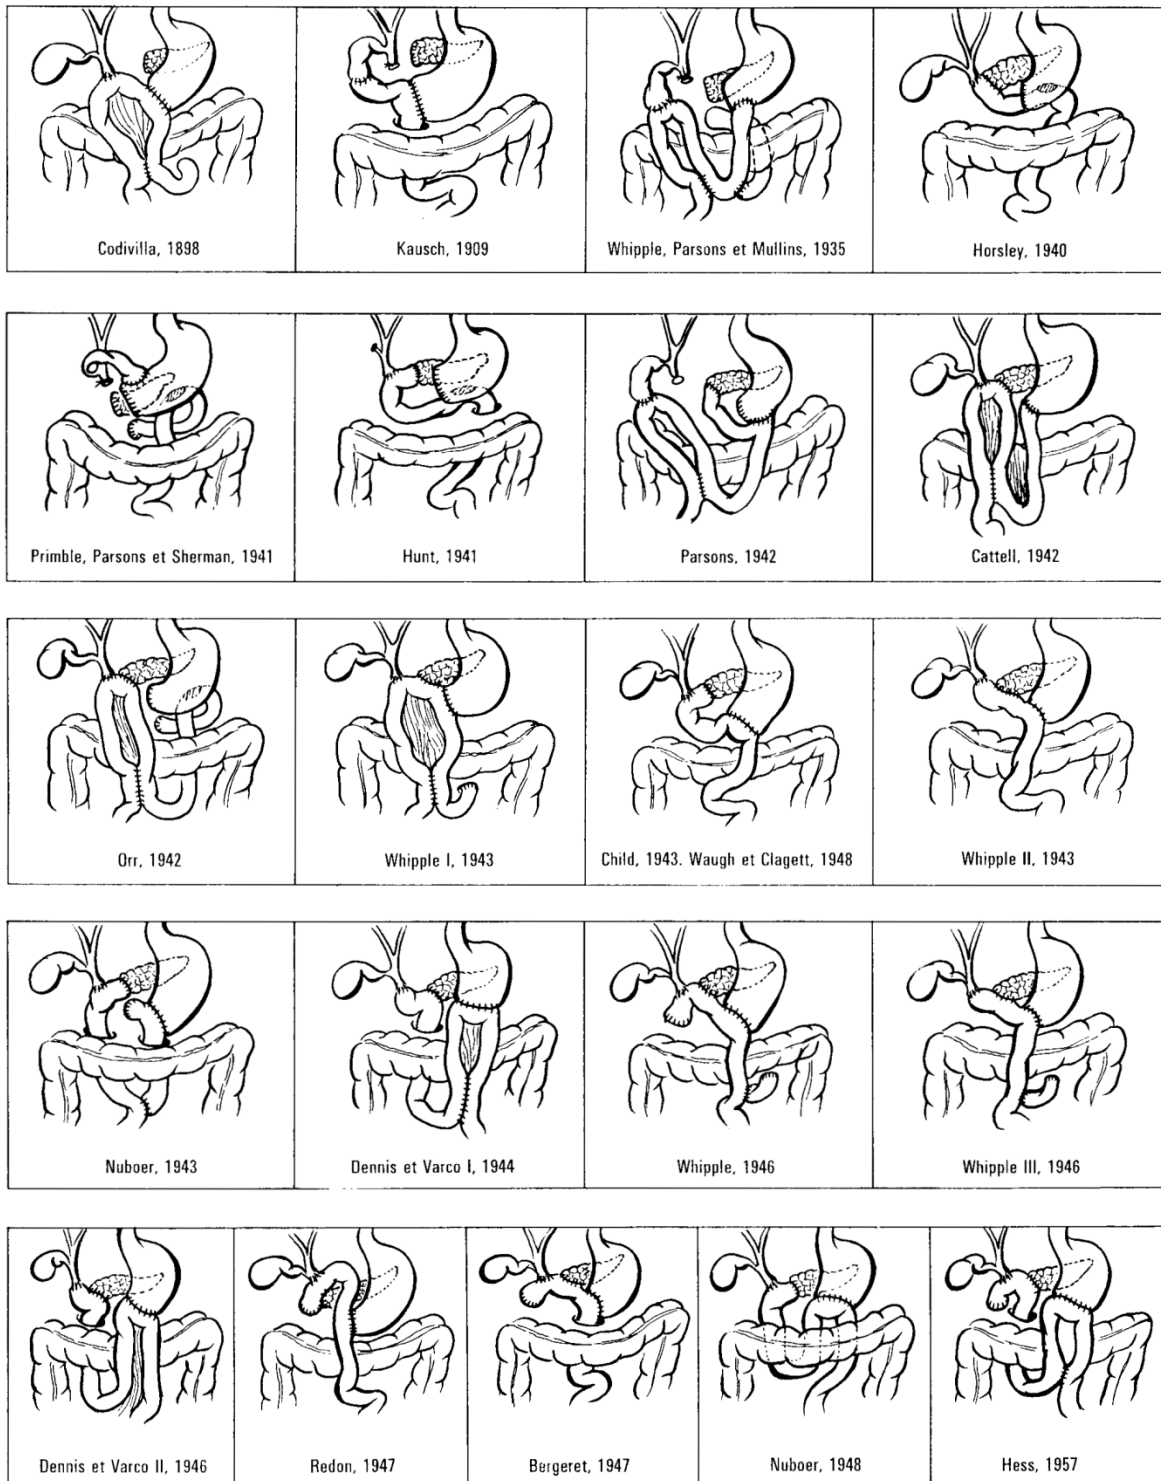 Codivilla, 1898
Kausch, 1909
Whipple, Parsons et Mullins, 1935
Horsley, 1940
Primble, Parsons et Sherman, 1941
Hunt, 1941
Parsons, 1942
Cattell, 1942
Orr, 1942
Whipple I, 1943
Child, 1943. Waugh et Clagett, 1948
Whipple II, 1943
Nuboer, 1943
Dennis et Varco I, 1944
Whipple, 1946
Whipple III, 1946
Dennis et Varco II, 1946
Redon, 1947
Bergeret, 1947
Nuboer, 1948
Hess, 1957